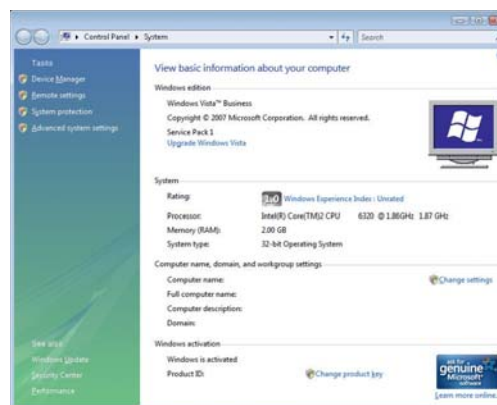 Control Panel ▸ System
Search
Tasks
Device Manager
Remote settings
System protection
Advanced system settings
See also
Windows Update
Security Center
Performance
View basic information about your computer
Windows edition
Windows Vista™ Business
Copyright © 2007 Microsoft Corporation. All rights reserved.
Service Pack 1
Upgrade Windows Vista
System
Rating: 1.0 Windows Experience Index : Unrated
Processor: Intel(R) Core(TM)2 CPU 6320 @ 1.86GHz 1.87 GHz
Memory (RAM): 2.00 GB
System type: 32-bit Operating System
Computer name, domain, and workgroup settings
Computer name: Change settings
Full computer name:
Computer description:
Domain:
Windows activation
Windows is activated
Product ID: Change product key
ask for
genuine
Microsoft
software
Learn more online